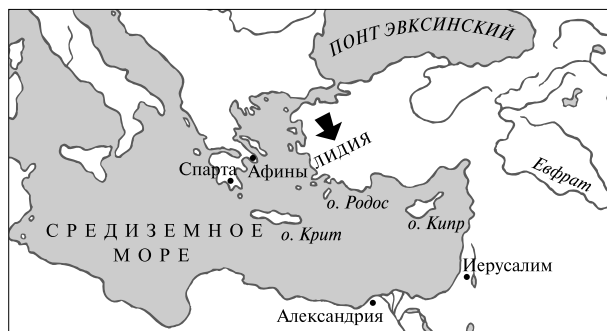 ПОНТ ЭВКСИНСКИЙ
ЛИДИЯ
Спарта
Афины
Евфрат
о. Родос
о. Кипр
о. Крит
СРЕДИЗЕМНОЕ
МОРЕ
Иерусалим
Александрия